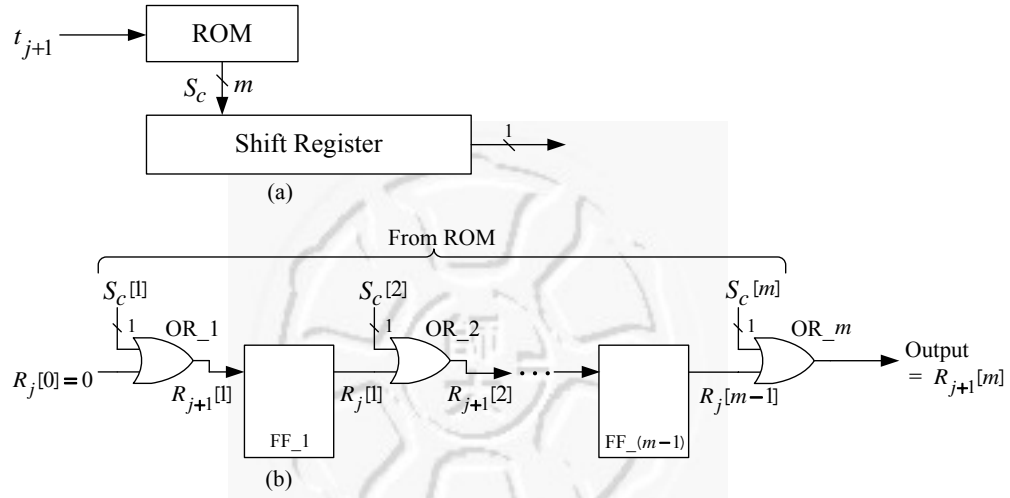 t_{j+1}
ROM
S_c
m
Shift Register
1
(a)
From ROM
S_c[1]
S_c[2]
S_c[m]
1
OR_1
1
OR_2
1
OR_m
R_j[0]=0
R_{j+1}[1]
R_j[1]
R_{j+1}[2]
...
R_j[m−1]
Output
= R_{j+1}[m]
FF_1
FF_(m−1)
(b)